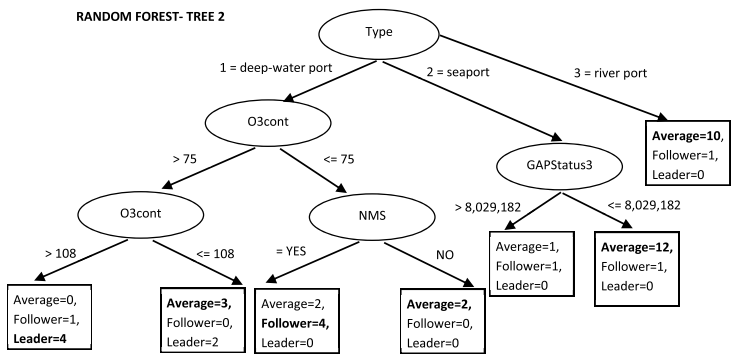 RANDOM FOREST- TREE 2
Type
1 = deep-water port
2 = seaport
3 = river port
O3cont
GAPStatus3
Average=10,
Follower=1,
Leader=0
> 75
<= 75
> 8,029,182
<= 8,029,182
O3cont
NMS
Average=1,
Follower=1,
Leader=0
Average=12,
Follower=1,
Leader=0
> 108
<= 108
= YES
NO
Average=0,
Follower=1,
Leader=4
Average=3,
Follower=0,
Leader=2
Average=2,
Follower=4,
Leader=0
Average=2,
Follower=0,
Leader=0